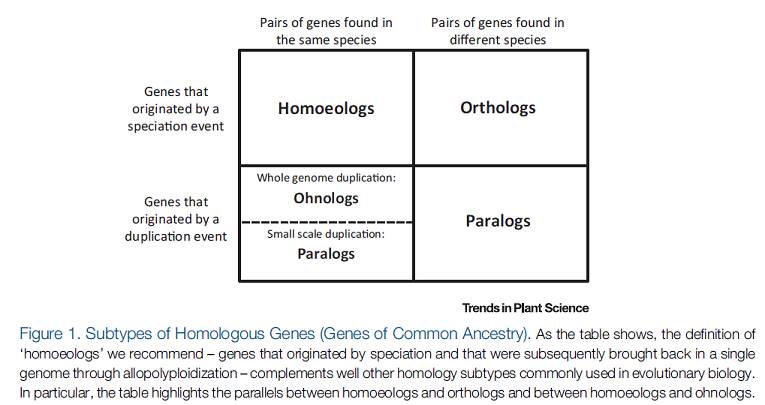 Pairs of genes found in
the same species
Pairs of genes found in
different species
Genes that
originated by a
speciation event
Homoeologs
Orthologs
Genes that
originated by a
duplication event
Whole genome duplication:
Ohnologs
Small scale duplication:
Paralogs
Paralogs
Trends in Plant Science
Figure 1. Subtypes of Homologous Genes (Genes of Common Ancestry). As the table shows, the definition of
‘homoeologs’ we recommend – genes that originated by speciation and that were subsequently brought back in a single
genome through allopolyploidization – complements well other homology subtypes commonly used in evolutionary biology.
In particular, the table highlights the parallels between homoeologs and orthologs and between homoeologs and ohnologs.